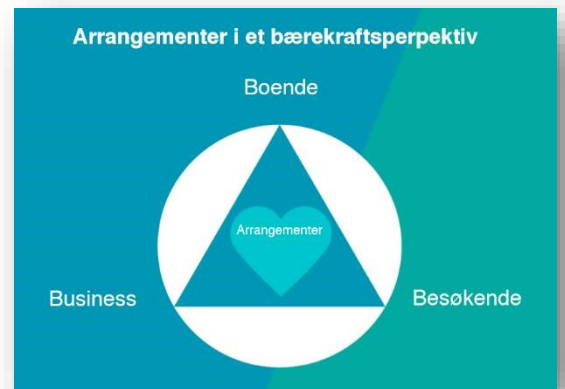 Arrangementer i et bærekraftsperpektiv
Boende
Arrangementer
Business
Besøkende